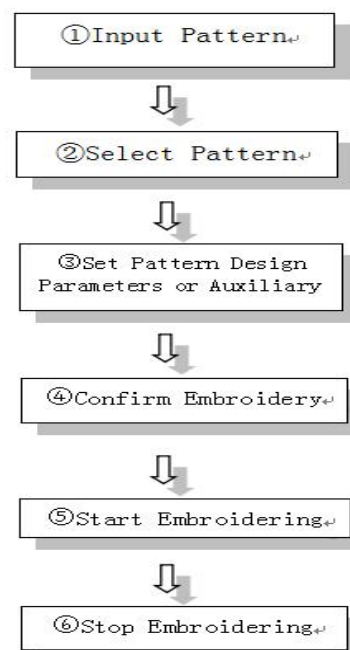 ①Input Pattern↵
②Select Pattern↵
③Set Pattern Design
Parameters or Auxiliary
④Confirm Embroidery↵
⑤Start Embroidering↵
⑥Stop Embroidering↵